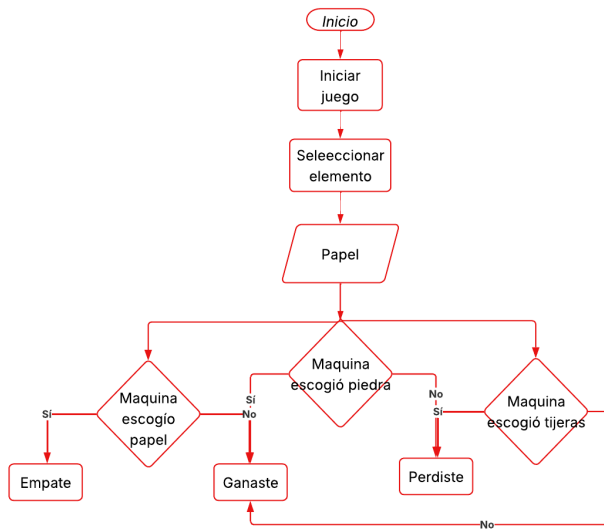 Inicio
Iniciar
juego
Seleeccionar
elemento
Papel
Maquina
escogío
papel
Maquina
escogió piedra
Maquina
escogió tijeras
Sí
Sí
No
No
Sí
Empate
Ganaste
Perdiste
No